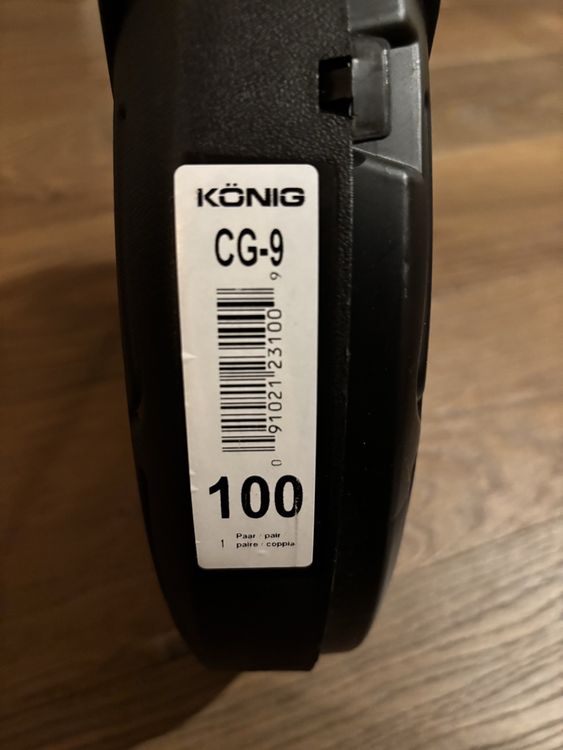 KÖNIG
CG-9
0 91021 23100 9
100
1 Paar / pair
paire / coppia